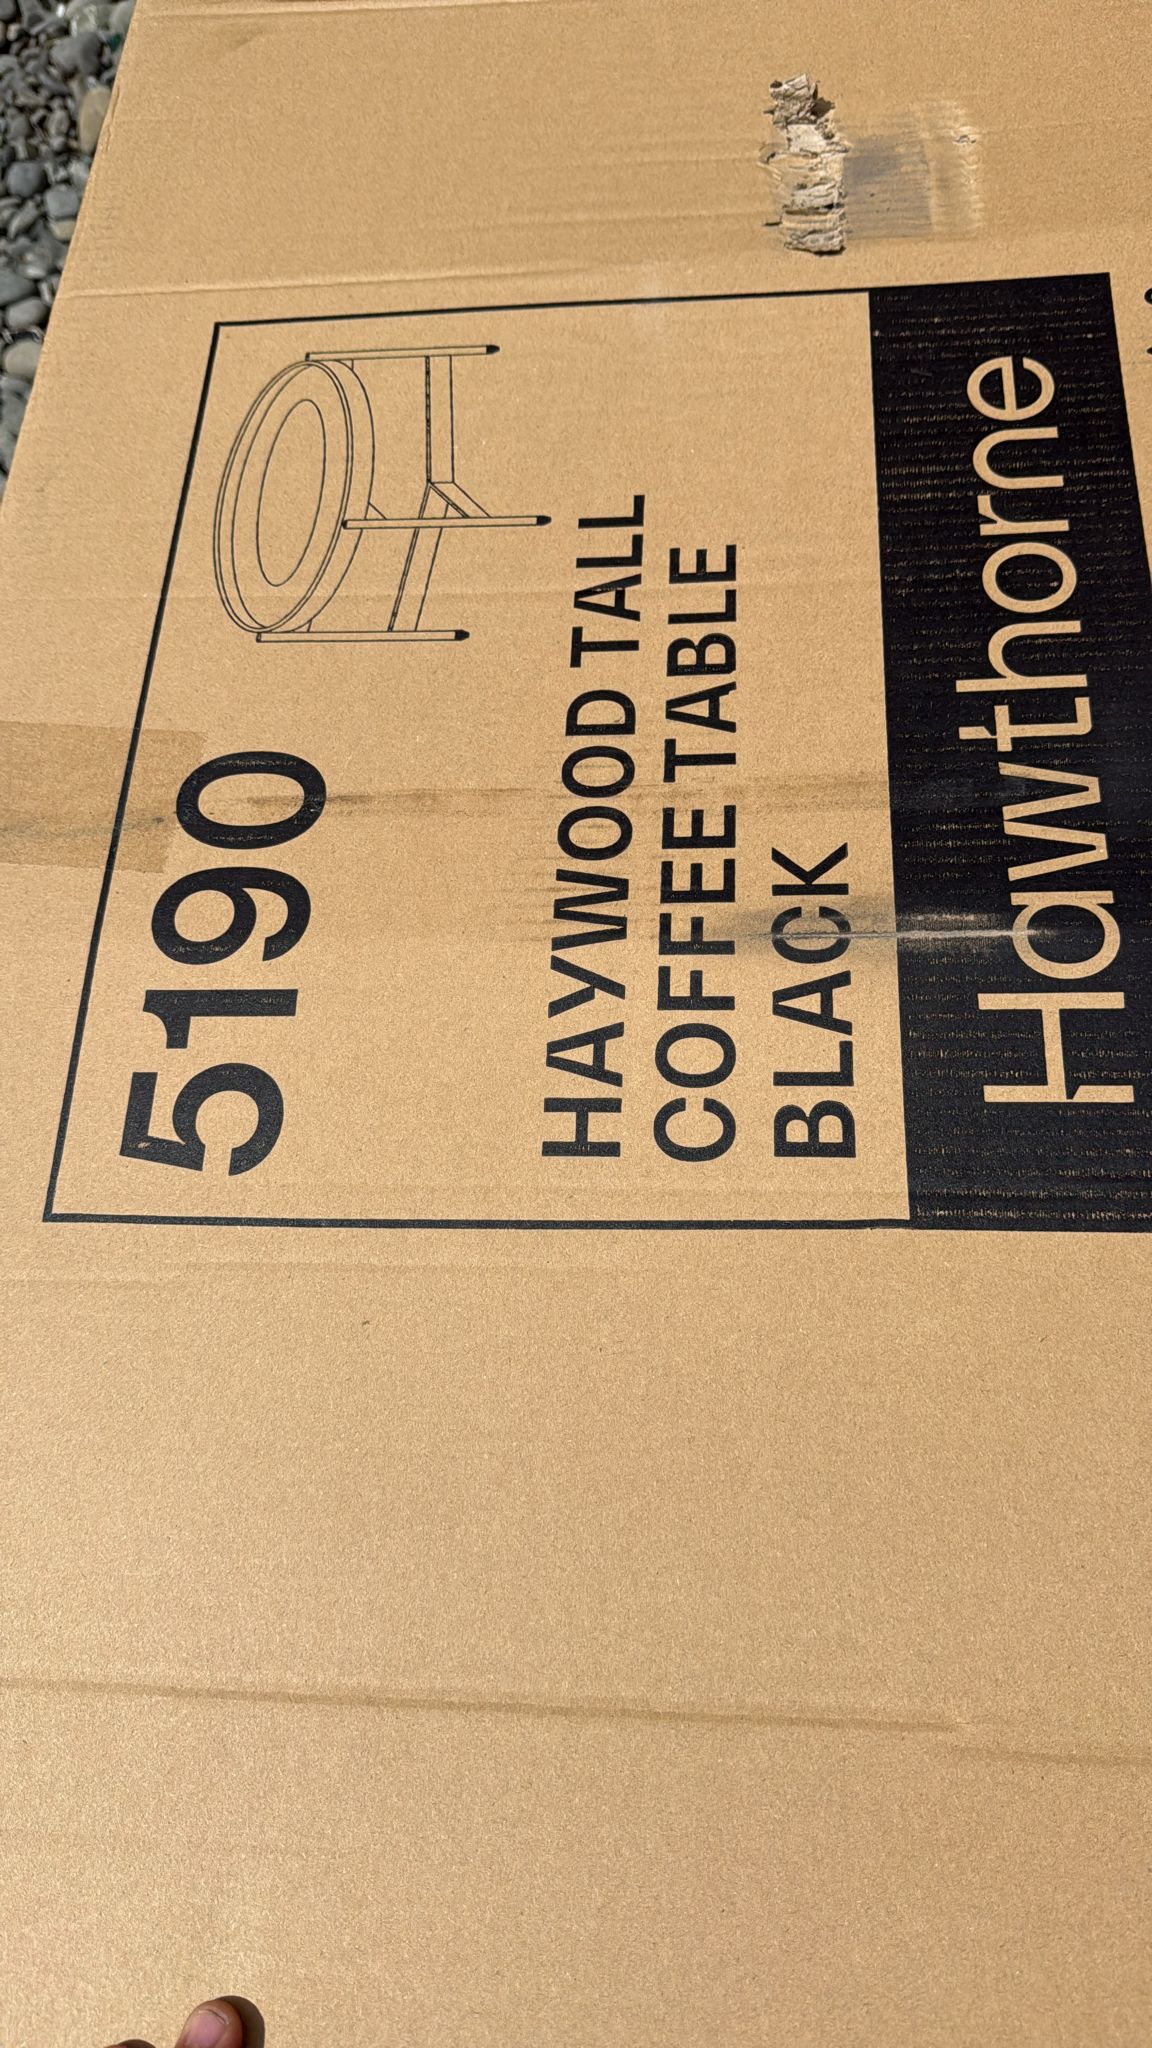 5190
HAYWOOD TALL
COFFEE TABLE
BLACK
Hawthorne